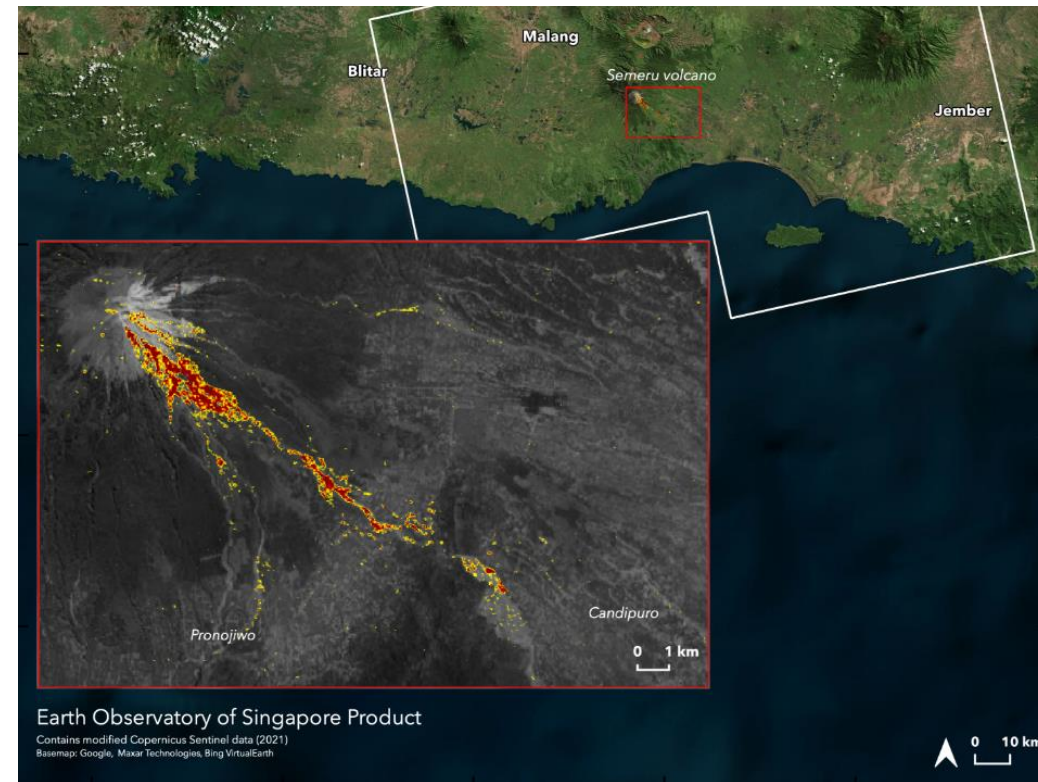 Malang
Blitar
Semeru volcano
Jember
Pronojiwo
Candipuro
0 1 km
Earth Observatory of Singapore Product
Contains modified Copernicus Sentinel data (2021)
Basemap: Google, Maxar Technologies, Bing VirtualEarth
0 10 km